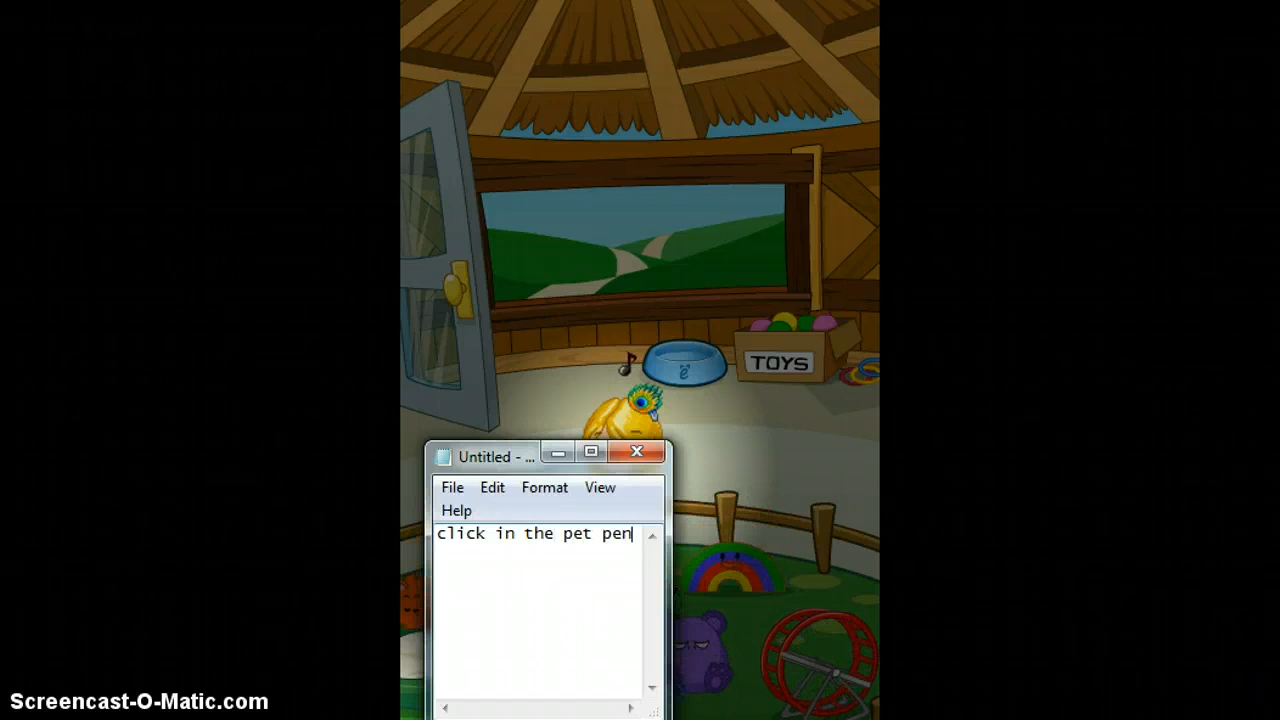 TOYS
Untitled - ...
File Edit Format View
Help
click in the pet pen
Screencast-O-Matic.com